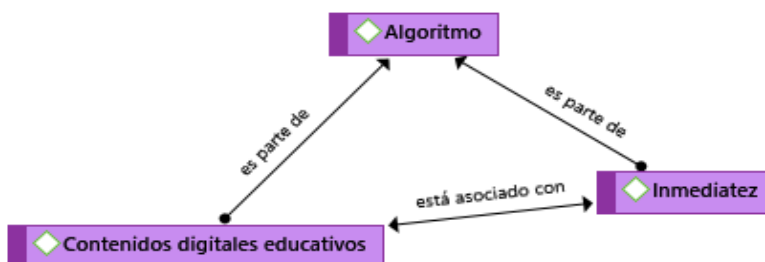 Algoritmo
es parte de
es parte de
está asociado con
Inmediatez
Contenidos digitales educativos